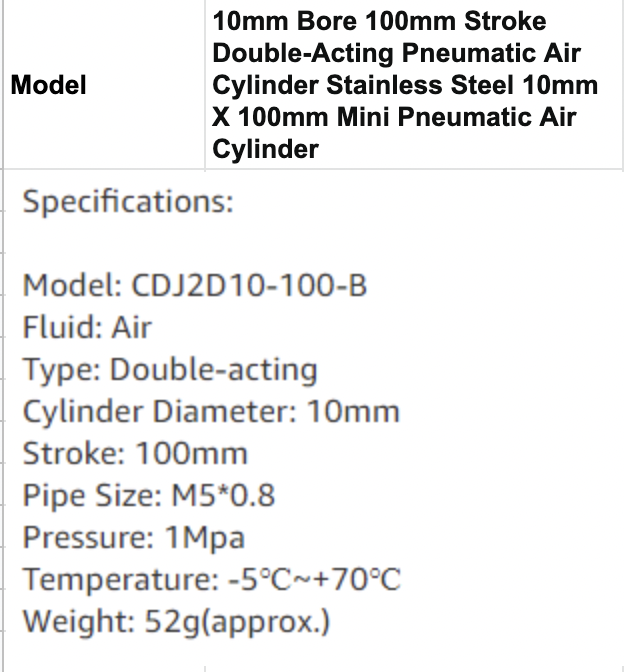 Model
10mm Bore 100mm Stroke
Double-Acting Pneumatic Air
Cylinder Stainless Steel 10mm
X 100mm Mini Pneumatic Air
Cylinder
Specifications:
Model: CDJ2D10-100-B
Fluid: Air
Type: Double-acting
Cylinder Diameter: 10mm
Stroke: 100mm
Pipe Size: M5*0.8
Pressure: 1Mpa
Temperature: -5℃~+70℃
Weight: 52g(approx.)